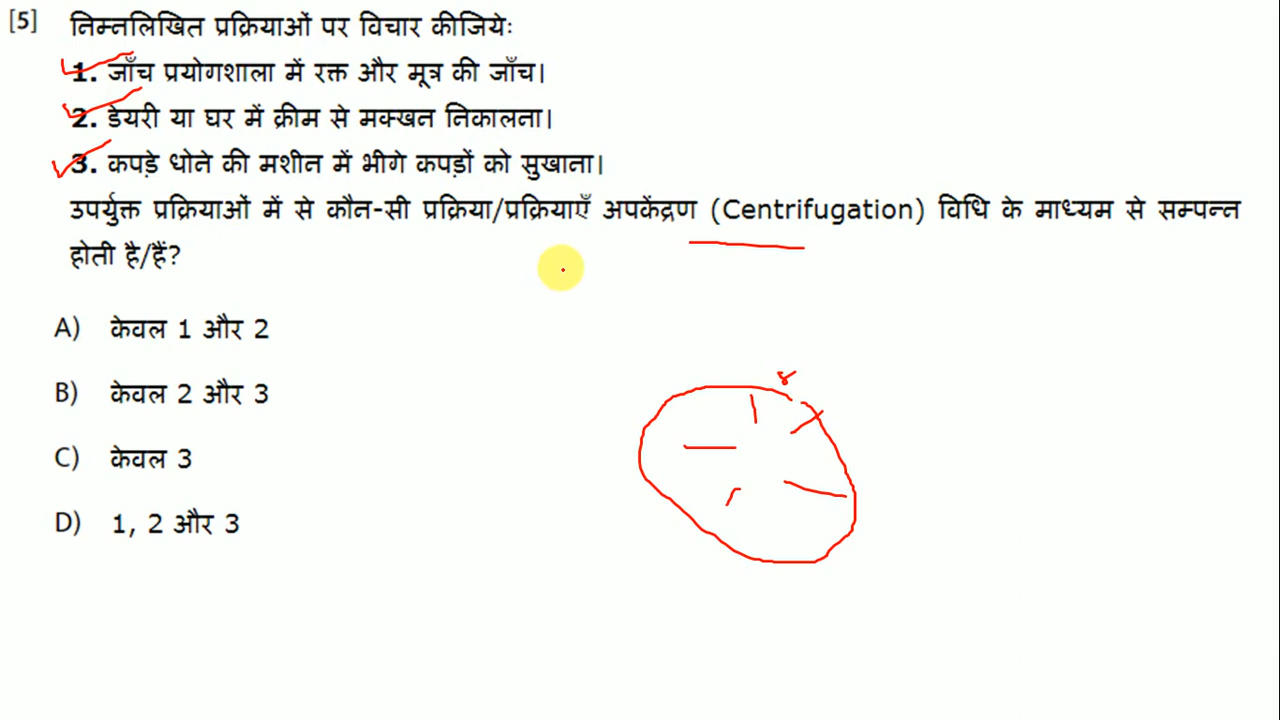 [5] निम्नलिखित प्रक्रियाओं पर विचार कीजियेः
1. जाँच प्रयोगशाला में रक्त और मूत्र की जाँच।
2. डेयरी या घर में क्रीम से मक्खन निकालना।
3. कपड़े धोने की मशीन में भीगे कपड़ों को सुखाना।
उपर्युक्त प्रक्रियाओं में से कौन-सी प्रक्रिया/प्रक्रियाएँ अपकेंद्रण (Centrifugation) विधि के माध्यम से सम्पन्न
होती है/हैं?
A) केवल 1 और 2
B) केवल 2 और 3
C) केवल 3
D) 1, 2 और 3